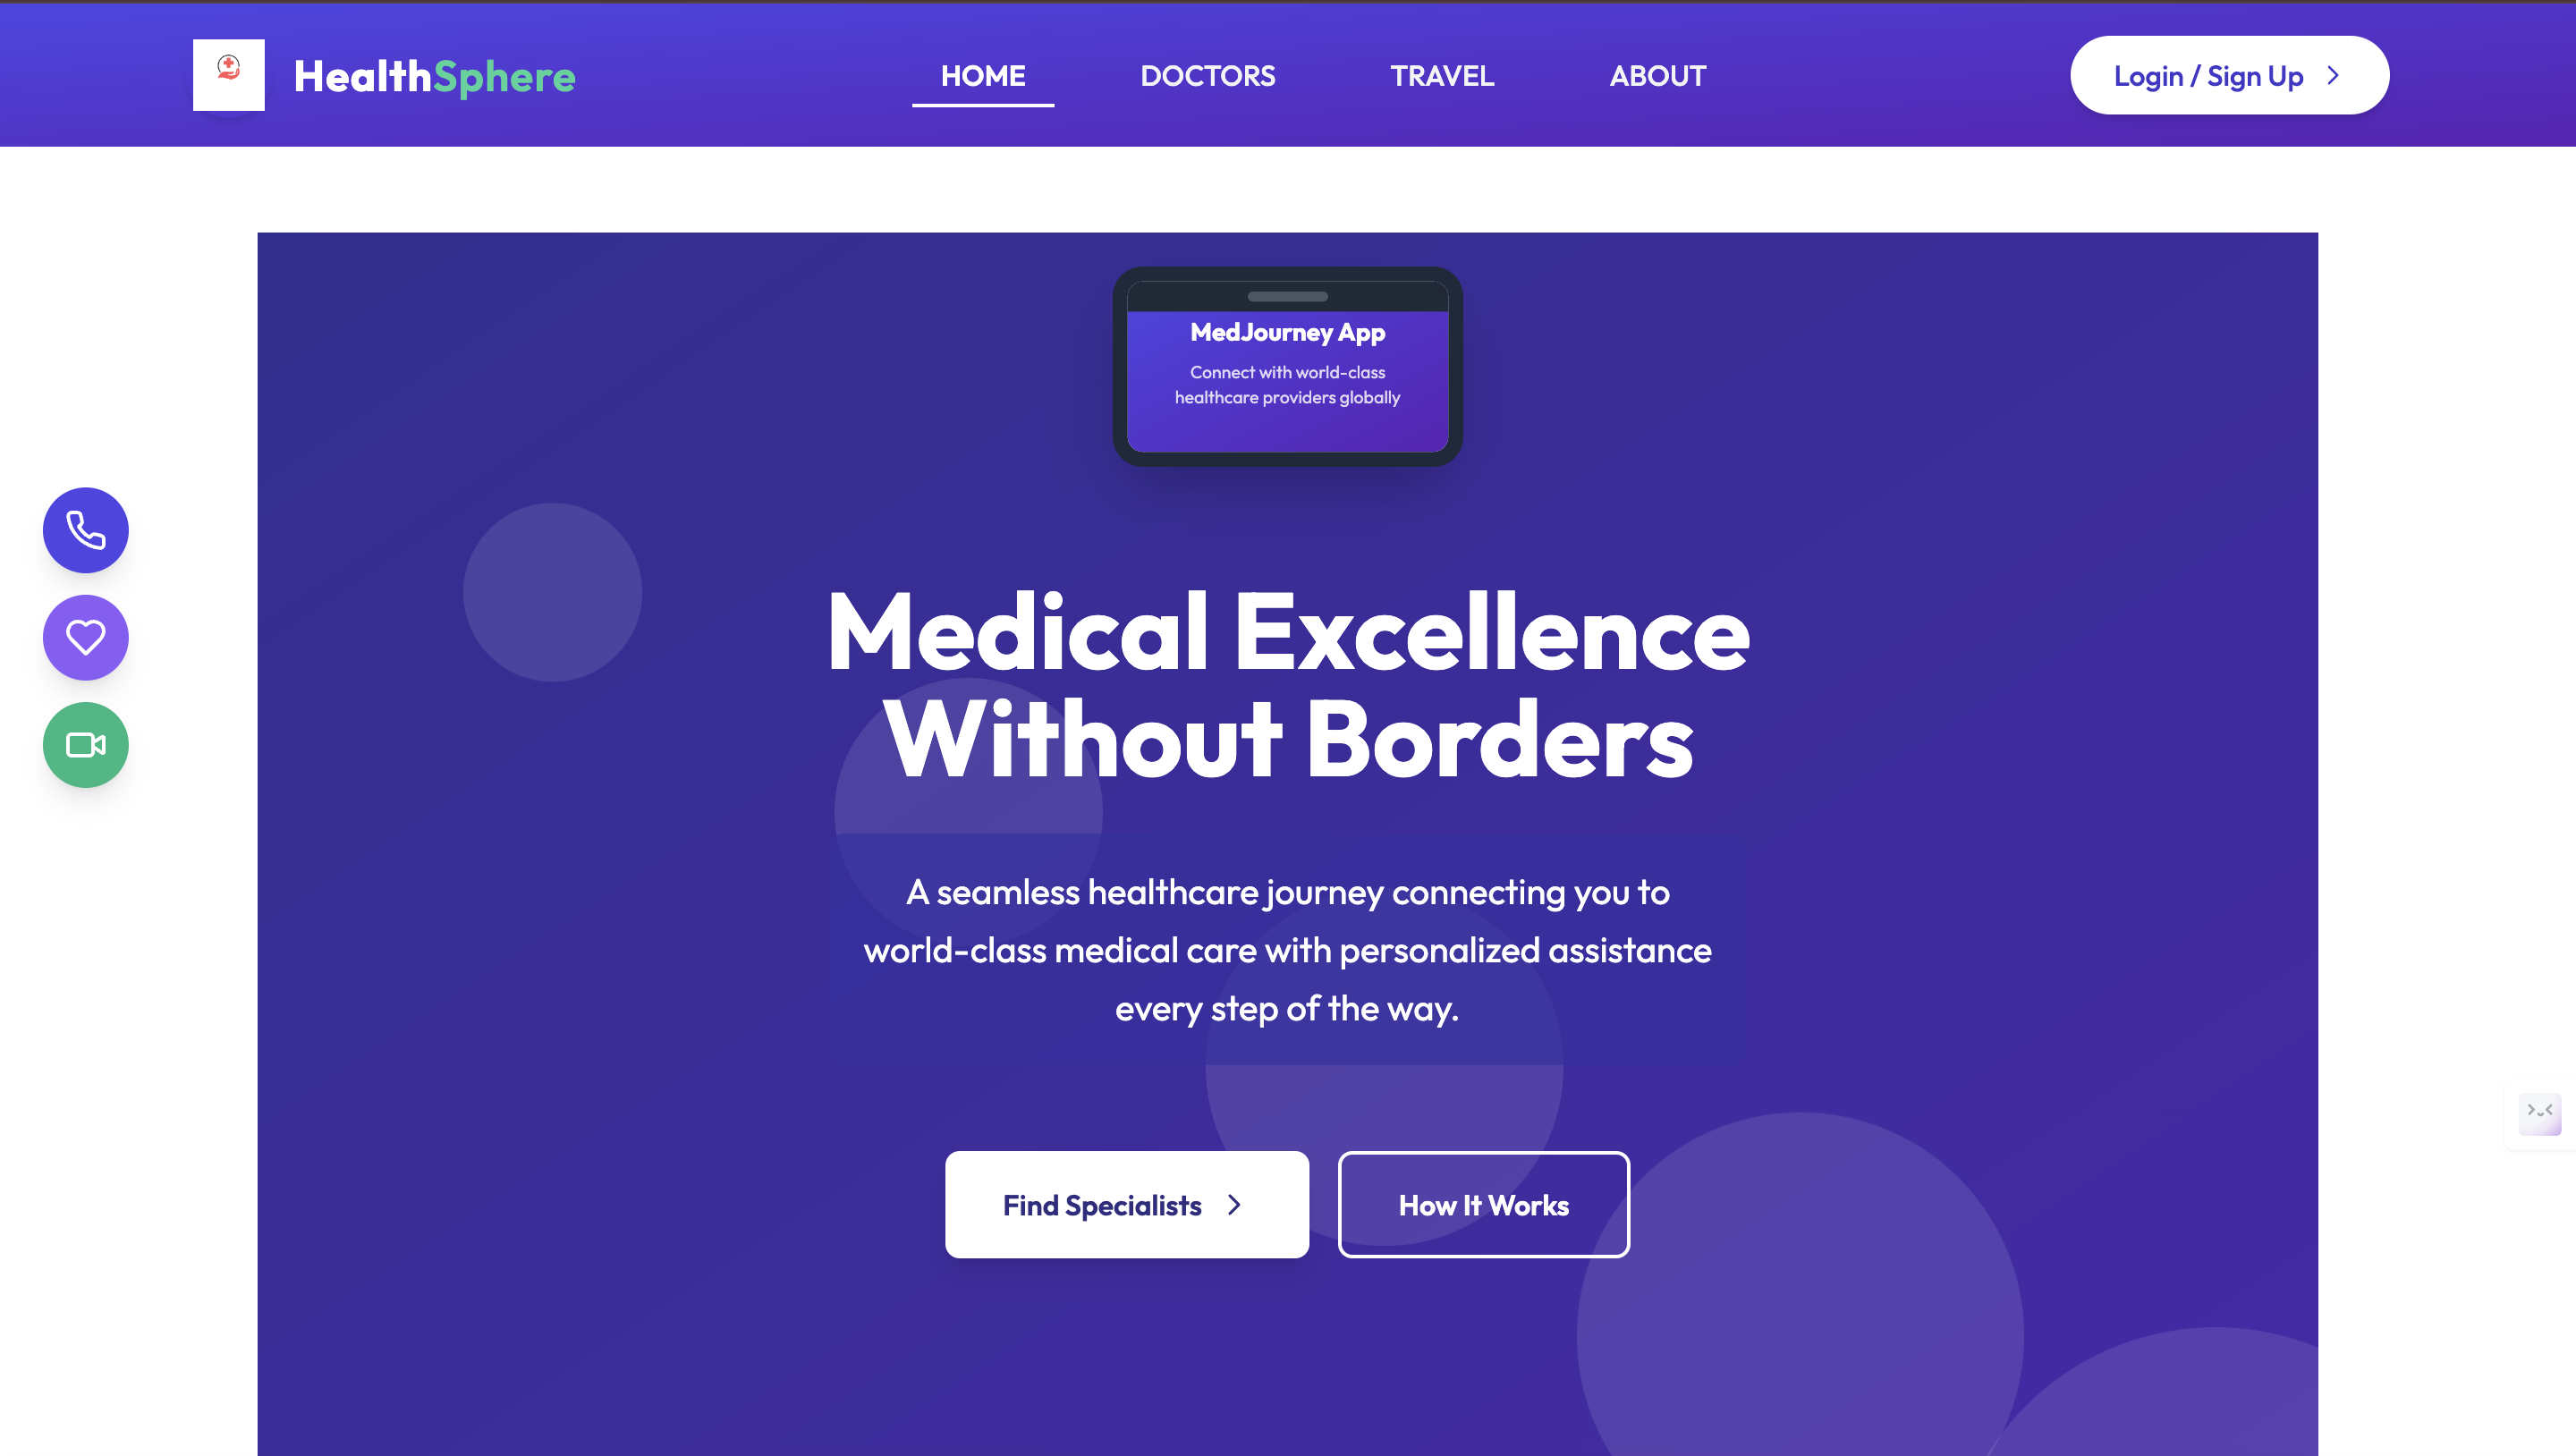 HealthSphere
HOME
DOCTORS
TRAVEL
ABOUT
Login / Sign Up
MedJourney App
Connect with world-class
healthcare providers globally
Medical Excellence
Without Borders
A seamless healthcare journey connecting you to
world-class medical care with personalized assistance
every step of the way.
Find Specialists
How It Works